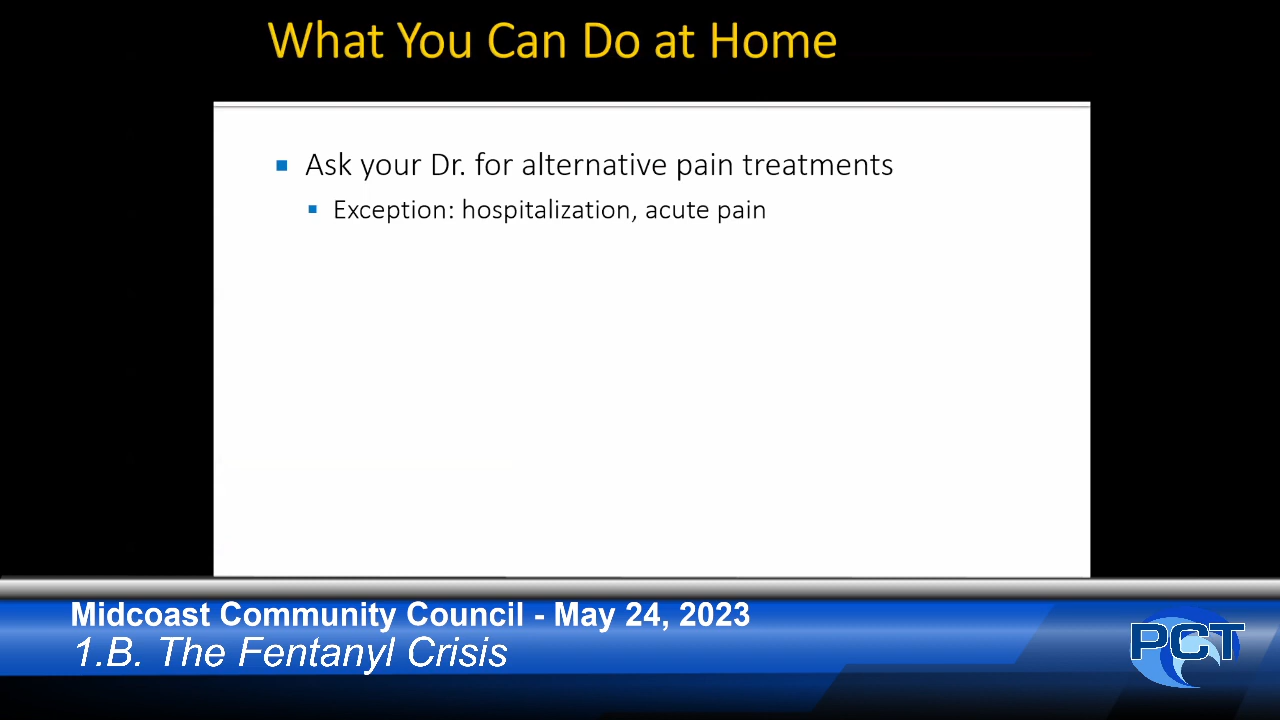 What You Can Do at Home
Ask your Dr. for alternative pain treatments
Exception: hospitalization, acute pain
Midcoast Community Council - May 24, 2023
1.B. The Fentanyl Crisis
PCT